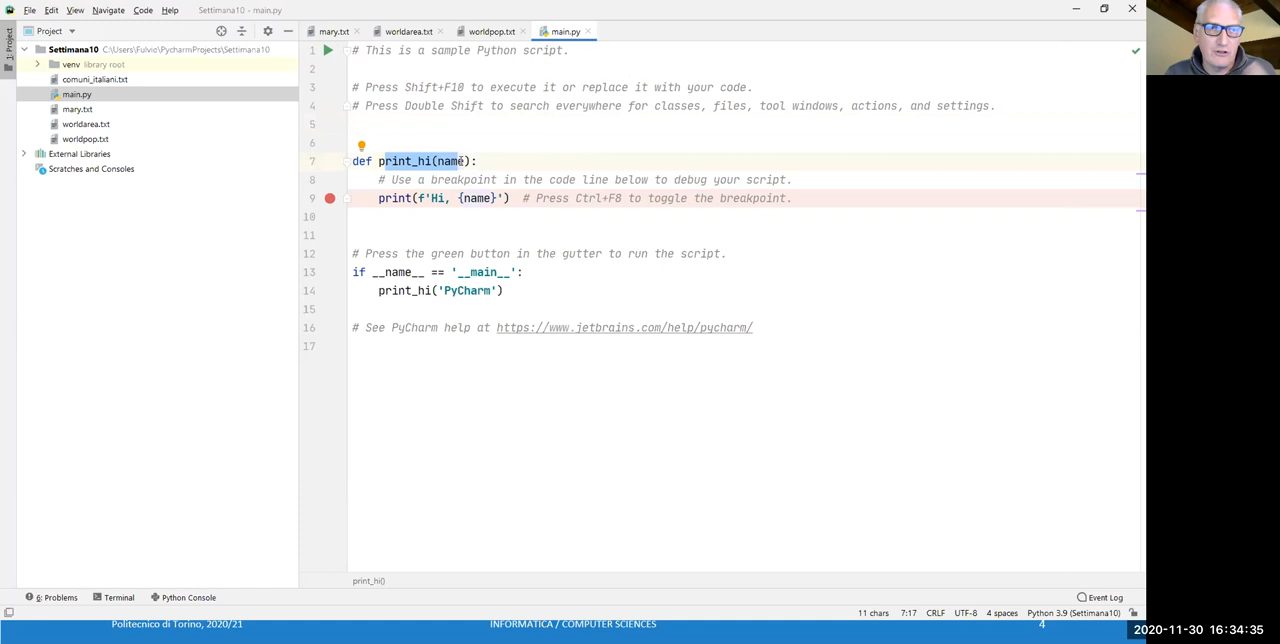 File Edit View Navigate Code Help Settimana10 - main.py
1: Project
Project
mary.txt worldarea.txt worldpop.txt main.py
Settimana10 C:\Users\Fulvio\PycharmProjects\Settimana10
venv library root
comuni_italiani.txt
main.py
mary.txt
worldarea.txt
worldpop.txt
External Libraries
Scratches and Consoles
1 # This is a sample Python script.
2
3 # Press Shift+F10 to execute it or replace it with your code.
4 # Press Double Shift to search everywhere for classes, files, tool windows, actions, and settings.
5
6
7 def print_hi(name):
8 # Use a breakpoint in the code line below to debug your script.
9 print(f'Hi, {name}') # Press Ctrl+F8 to toggle the breakpoint.
10
11
12 # Press the green button in the gutter to run the script.
13 if __name__ == '__main__':
14 print_hi('PyCharm')
15
16 # See PyCharm help at https://www.jetbrains.com/help/pycharm/
17
print_hi()
6: Problems Terminal Python Console Event Log
11 chars 7:17 CRLF UTF-8 4 spaces Python 3.9 (Settimana10)
Politecnico di Torino, 2020/21 INFORMATICA / COMPUTER SCIENCES 4
2020-11-30 16:34:35